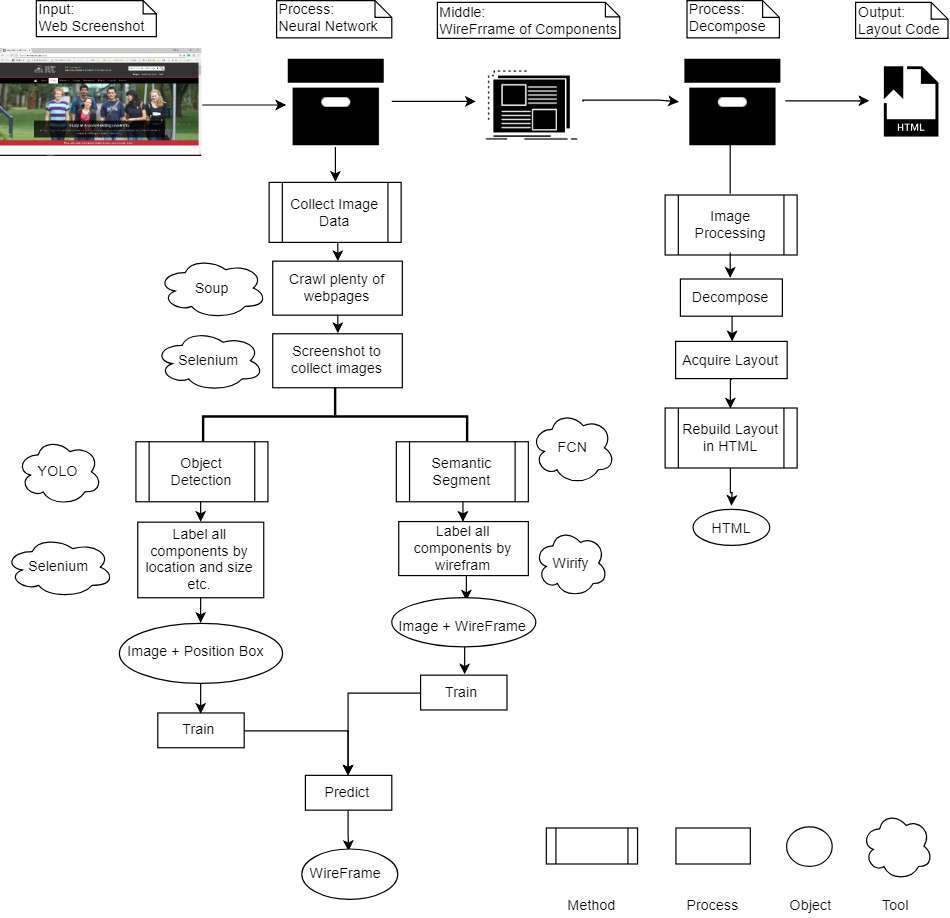 Input:
Web Screenshot
Process:
Neural Network
Middle:
WireFrrame of Components
Process:
Decompose
Output:
Layout Code
HTML
Collect Image
Data
Crawl plenty of
webpages
Soup
Screenshot to
collect images
Selenium
Object
Detection
YOLO
Semantic
Segment
FCN
Label all
components by
location and size
etc.
Selenium
Label all
components by
wirefram
Wirify
Image + Position Box
Image + WireFrame
Train
Train
Predict
WireFrame
Image
Processing
Decompose
Acquire Layout
Rebuild Layout
in HTML
HTML
Method
Process
Object
Tool